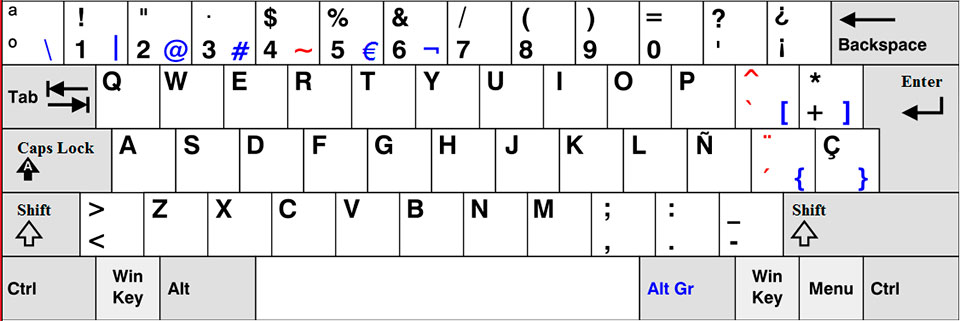 ª ! " · $ % & / ( ) = ? ¿
º \ 1 | 2 @ 3 # 4 ~ 5 € 6 ¬ 7 8 9 0 ' ¡ Backspace
Tab Q W E R T Y U I O P ^ * Enter
` [ + ]
Caps Lock A S D F G H J K L Ñ ¨ Ç
A ´ { }
Shift > Z X C V B N M ; : _ Shift
< , . -
Ctrl Win Key Alt Alt Gr Win Key Menu Ctrl